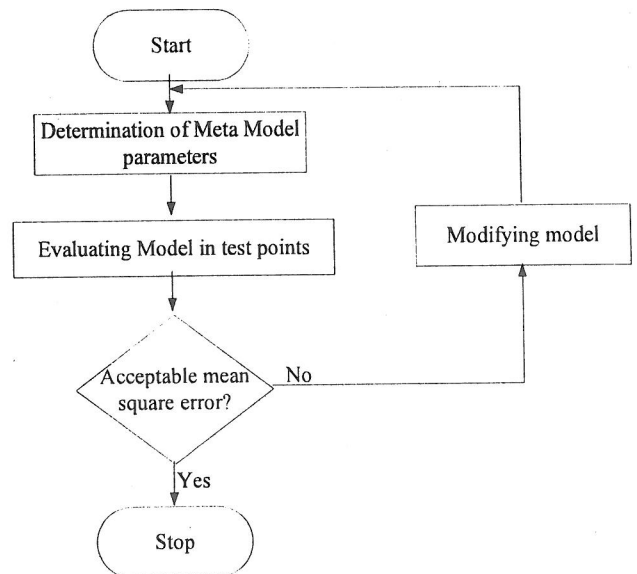 Start
Determination of Meta Model
parameters
Evaluating Model in test points
Modifying model
Acceptable mean
square error?
No
Yes
Stop